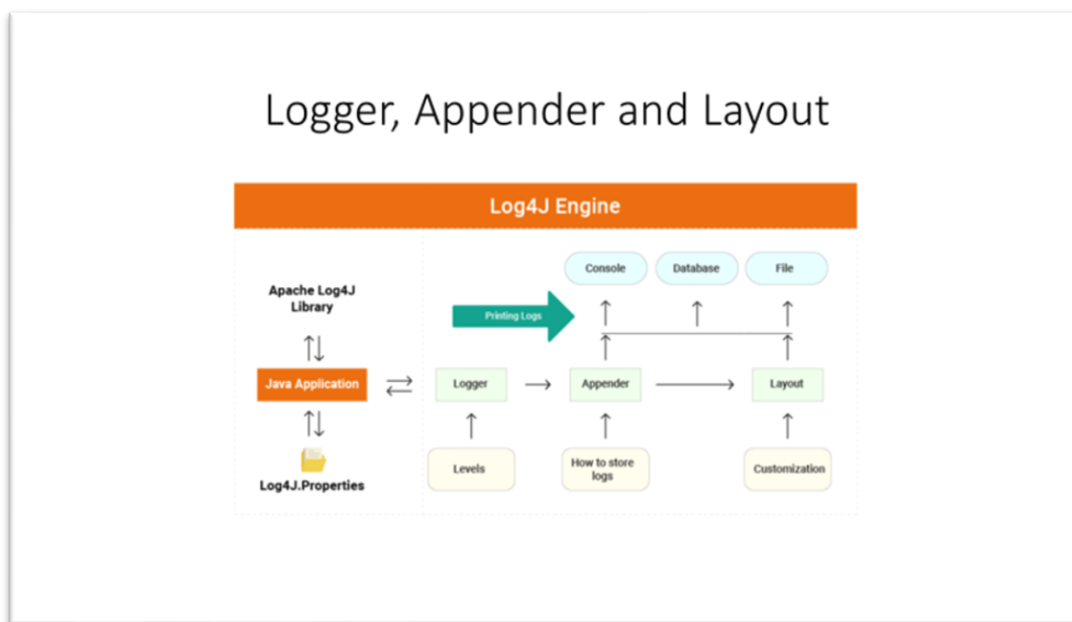 Logger, Appender and Layout
Log4J Engine
Apache Log4J
Library
Java Application
Log4J.Properties
Console
Database
File
Printing Logs
Logger
Appender
Layout
Levels
How to store
logs
Customization